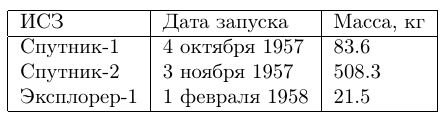 ИСЗ Дата запуска Масса, кг
Спутник-1 4 октября 1957 83.6
Спутник-2 3 ноября 1957 508.3
Эксплорер-1 1 февраля 1958 21.5